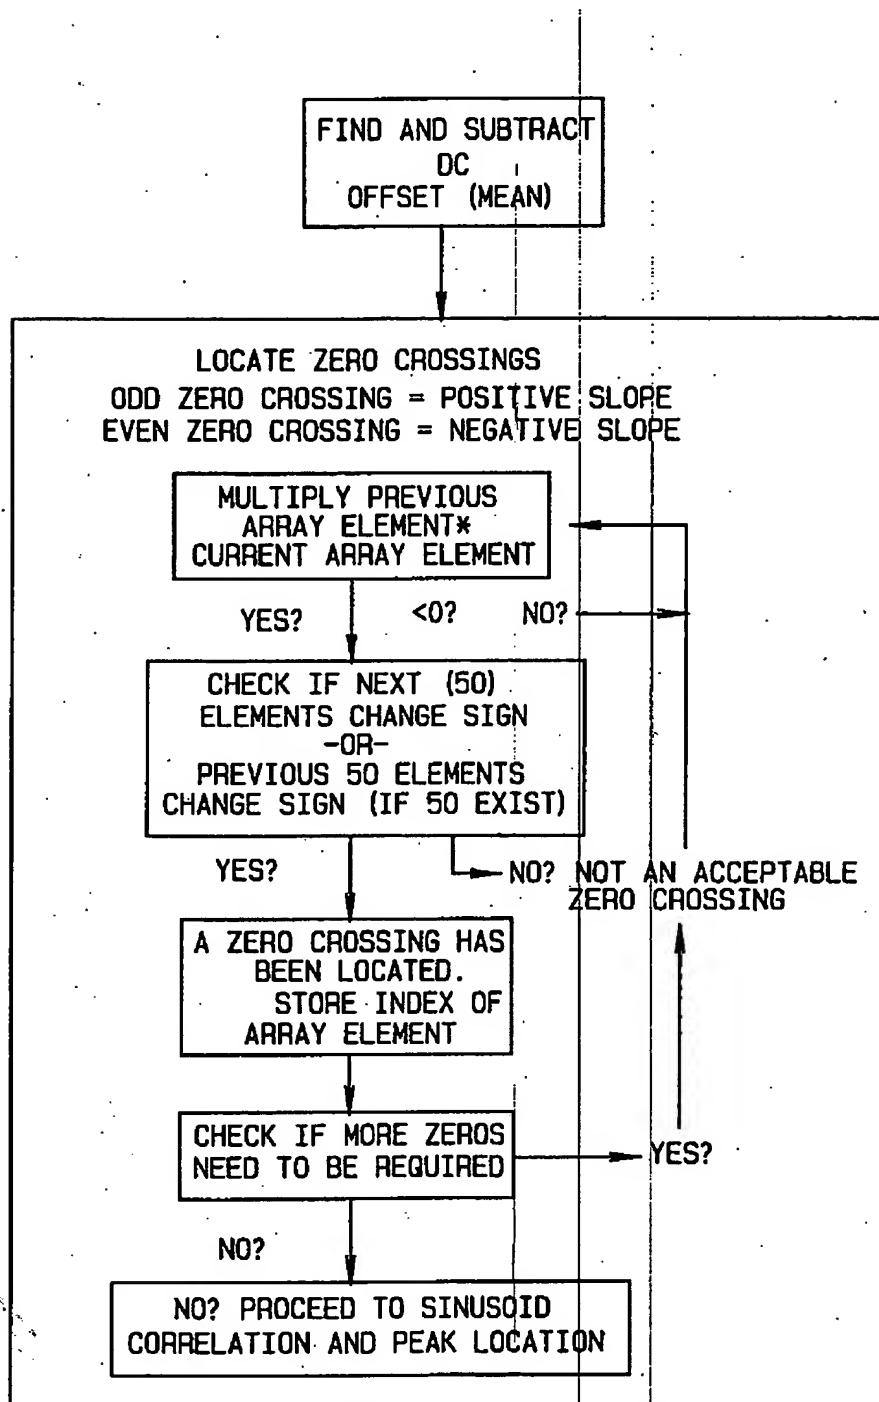 FIND AND SUBTRACT
DC
OFFSET (MEAN)
LOCATE ZERO CROSSINGS
ODD ZERO CROSSING = POSITIVE SLOPE
EVEN ZERO CROSSING = NEGATIVE SLOPE
MULTIPLY PREVIOUS
ARRAY ELEMENT*
CURRENT ARRAY ELEMENT
YES? <0? NO?
CHECK IF NEXT (50)
ELEMENTS CHANGE SIGN
-OR-
PREVIOUS 50 ELEMENTS
CHANGE SIGN (IF 50 EXIST)
YES?
NO? NOT AN ACCEPTABLE
ZERO CROSSING
A ZERO CROSSING HAS
BEEN LOCATED.
STORE INDEX OF
ARRAY ELEMENT
CHECK IF MORE ZEROS
NEED TO BE REQUIRED
YES?
NO?
NO? PROCEED TO SINUSOID
CORRELATION AND PEAK LOCATION